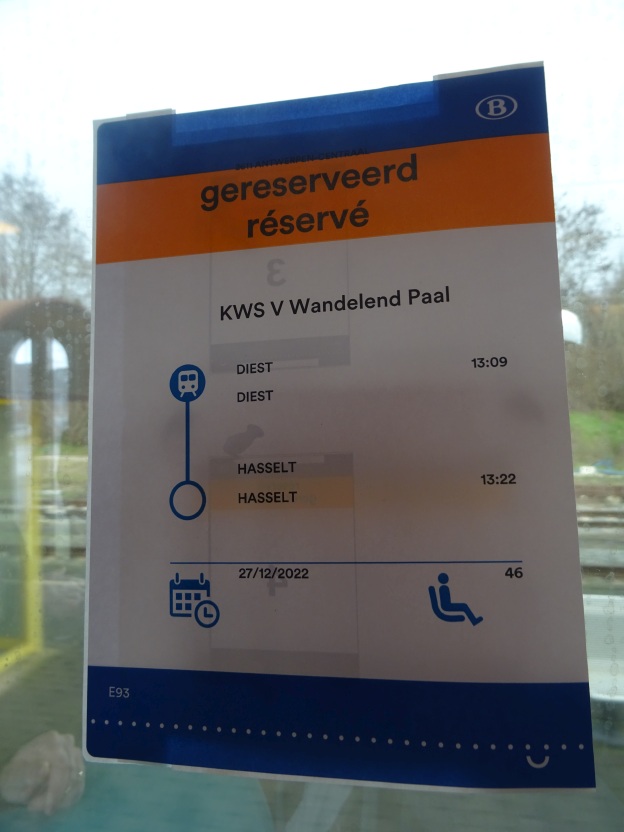 B
gereserveerd
réservé
KWS V Wandelend Paal
DIEST 13:09
DIEST
HASSELT
13:22
HASSELT
27/12/2022 46
E93